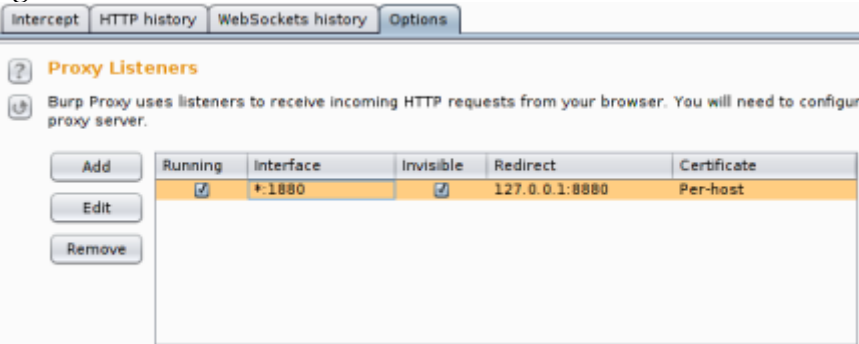 Intercept HTTP history WebSockets history Options
? Proxy Listeners
Burp Proxy uses listeners to receive incoming HTTP requests from your browser. You will need to configur
proxy server.
Add Running Interface Invisible Redirect Certificate
*:1880 127.0.0.1:8880 Per-host
Edit
Remove